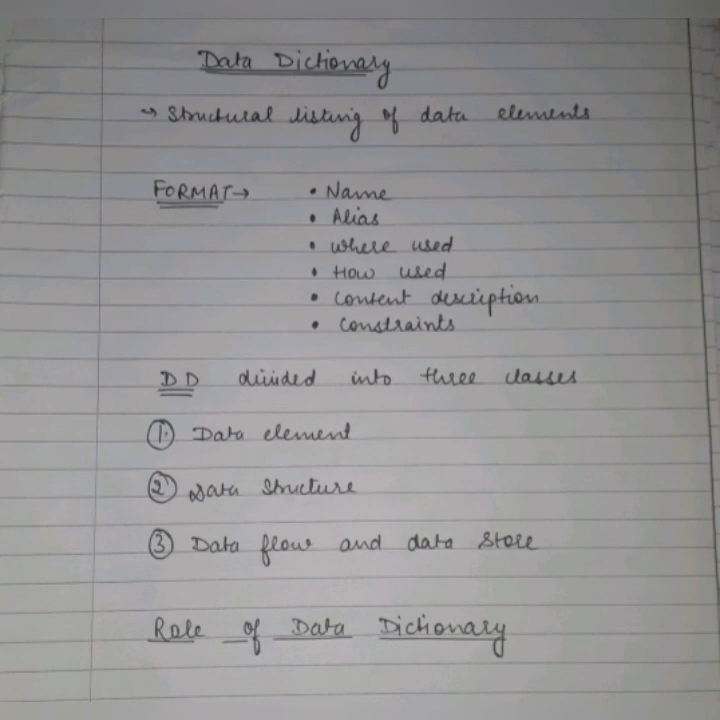 Data Dictionary
→ Structural listing of data elements
FORMAT → • Name
• Alias
• where used
• How used
• Content description
• Constraints
DD divided into three classes
① Data element
② Data structure
③ Data flow and data store
Role of Data Dictionary